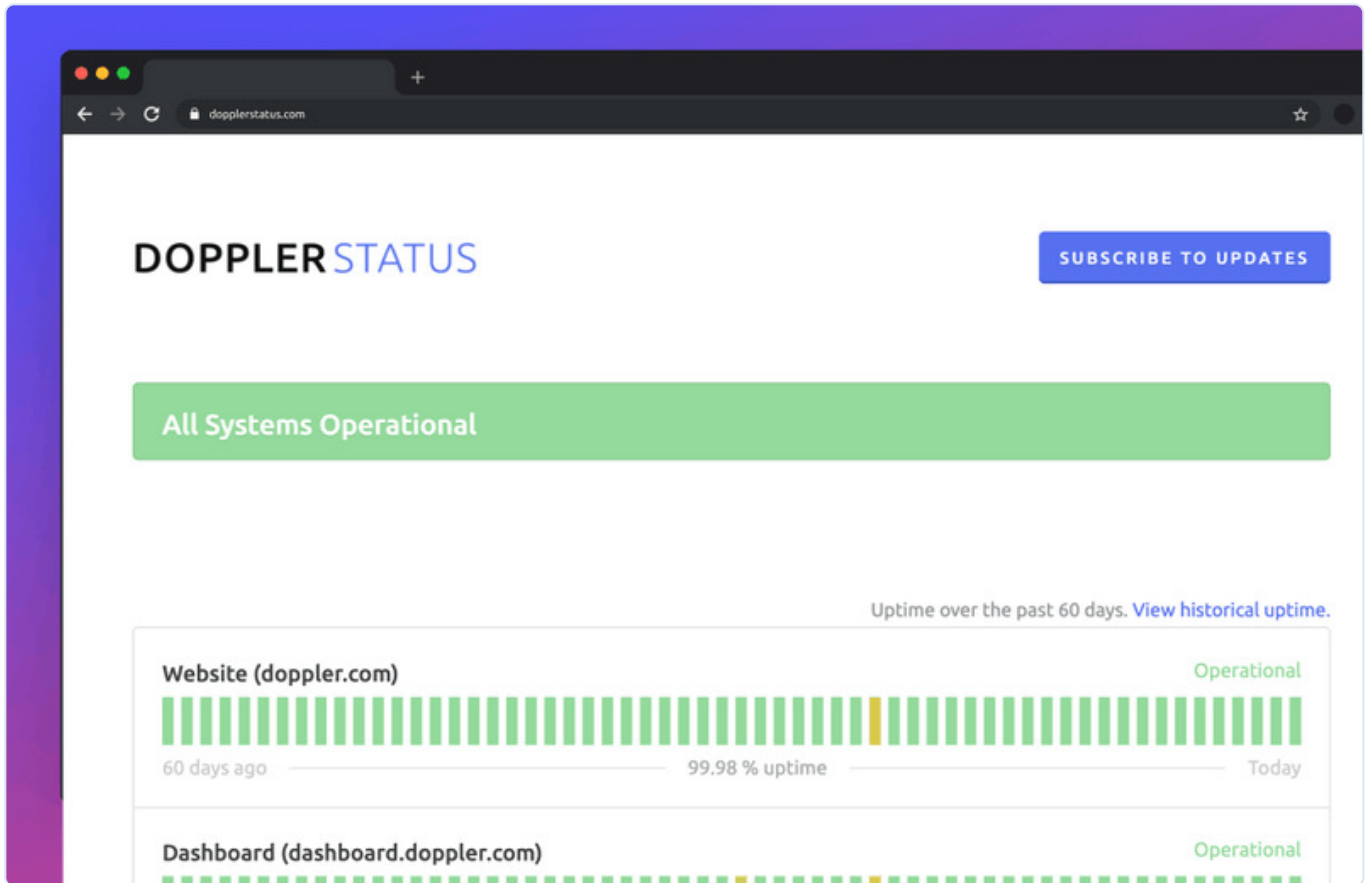 dopplerstatus.com
DOPPLER STATUS
SUBSCRIBE TO UPDATES
All Systems Operational
Uptime over the past 60 days. View historical uptime.
Website (doppler.com) Operational
60 days ago 99.98 % uptime Today
Dashboard (dashboard.doppler.com) Operational